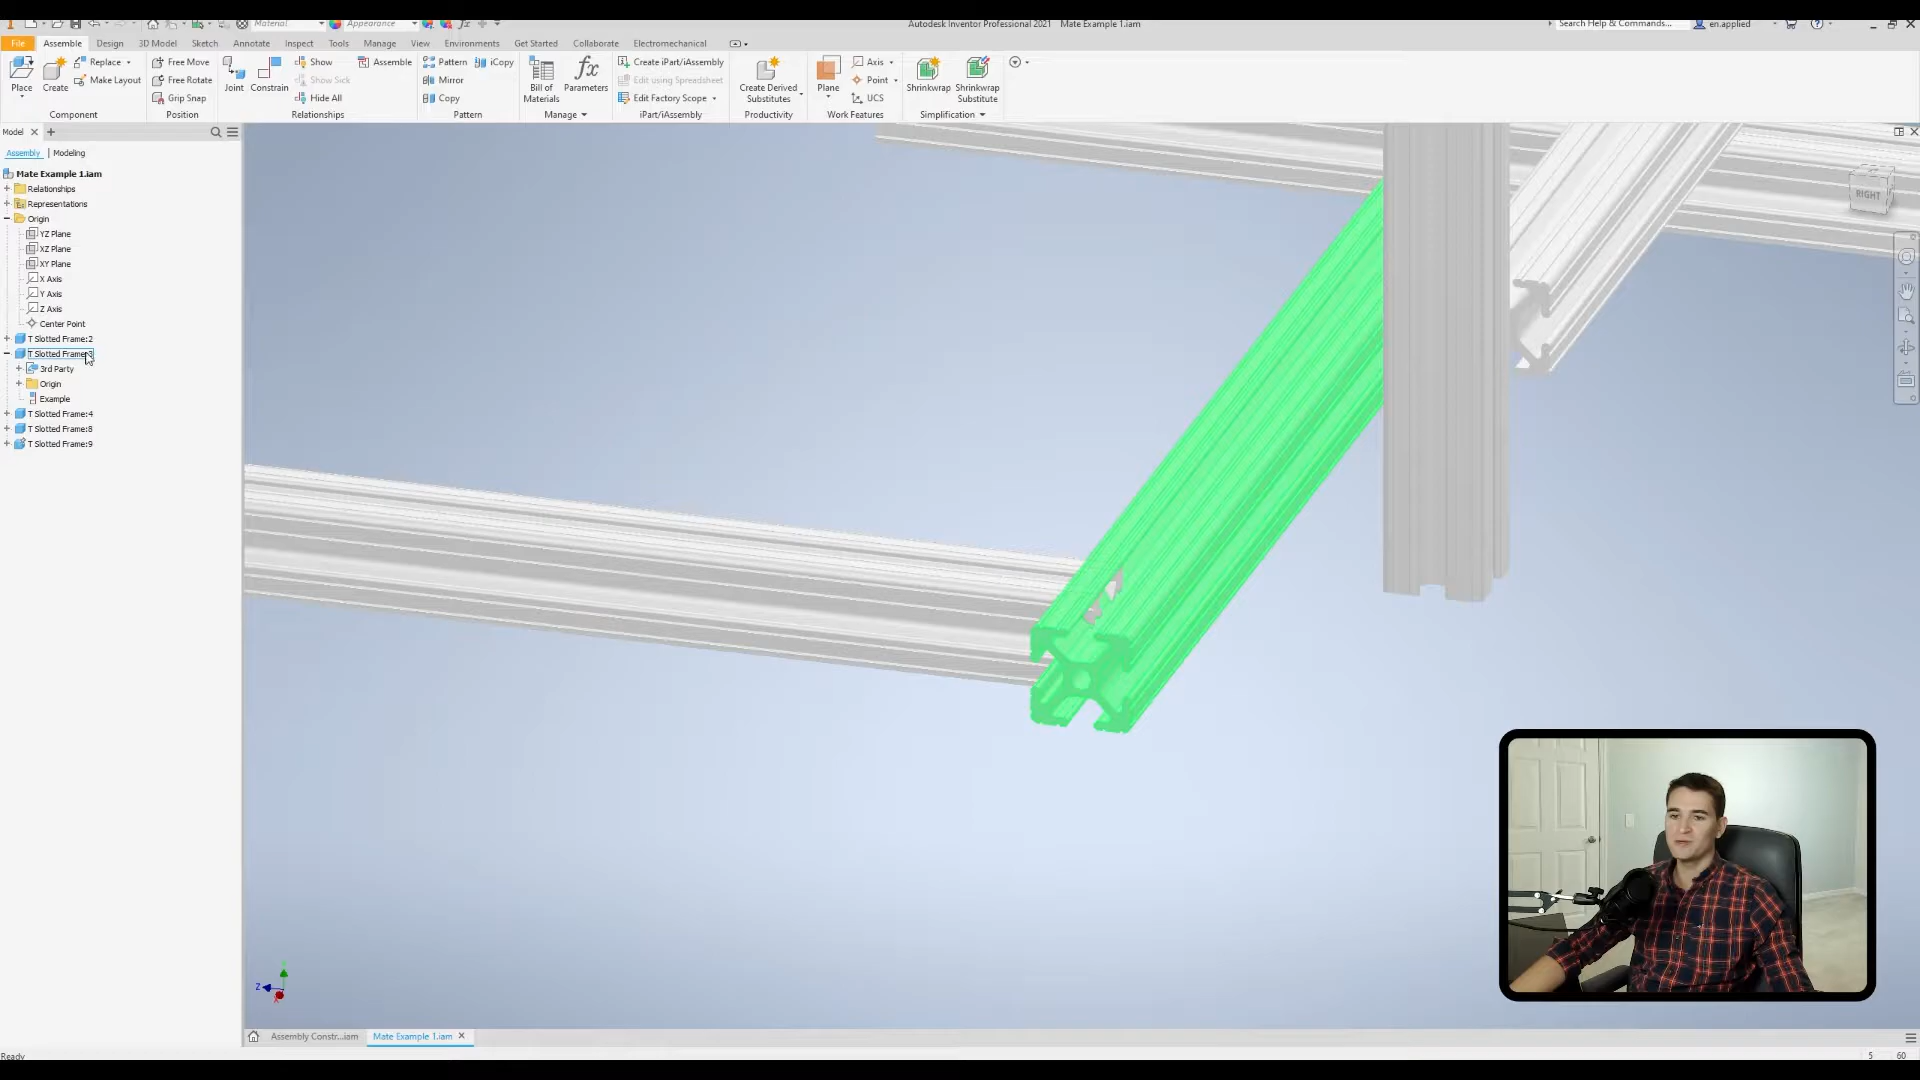 Material
Appearance
Autodesk Inventor Professional 2021 Mate Example 1.iam
Search Help & Commands...
en.applied
File Assemble Design 3D Model Sketch Annotate Inspect Tools Manage View Environments Get Started Collaborate Electromechanical
Place
Create
Replace
Make Layout
Component
Free Move
Free Rotate
Grip Snap
Position
Joint
Constrain
Show
Show Sick
Hide All
Relationships
Assemble
Pattern
iCopy
Mirror
Copy
Pattern
Bill of
Materials
Parameters
Manage
Create iPart/iAssembly
Edit using Spreadsheet
Edit Factory Scope
iPart/iAssembly
Create Derived
Substitutes
Productivity
Plane
Axis
Point
UCS
Work Features
Shrinkwrap
Shrinkwrap
Substitute
Simplification
Model
Assembly | Modeling
Mate Example 1.iam
Relationships
Representations
Origin
YZ Plane
XZ Plane
XY Plane
X Axis
Y Axis
Z Axis
Center Point
T Slotted Frame:2
T Slotted Frame:3
3rd Party
Origin
Example
T Slotted Frame:4
T Slotted Frame:8
T Slotted Frame:9
RIGHT
Z
Assembly Constr...iam
Mate Example 1.iam
Ready
5 60